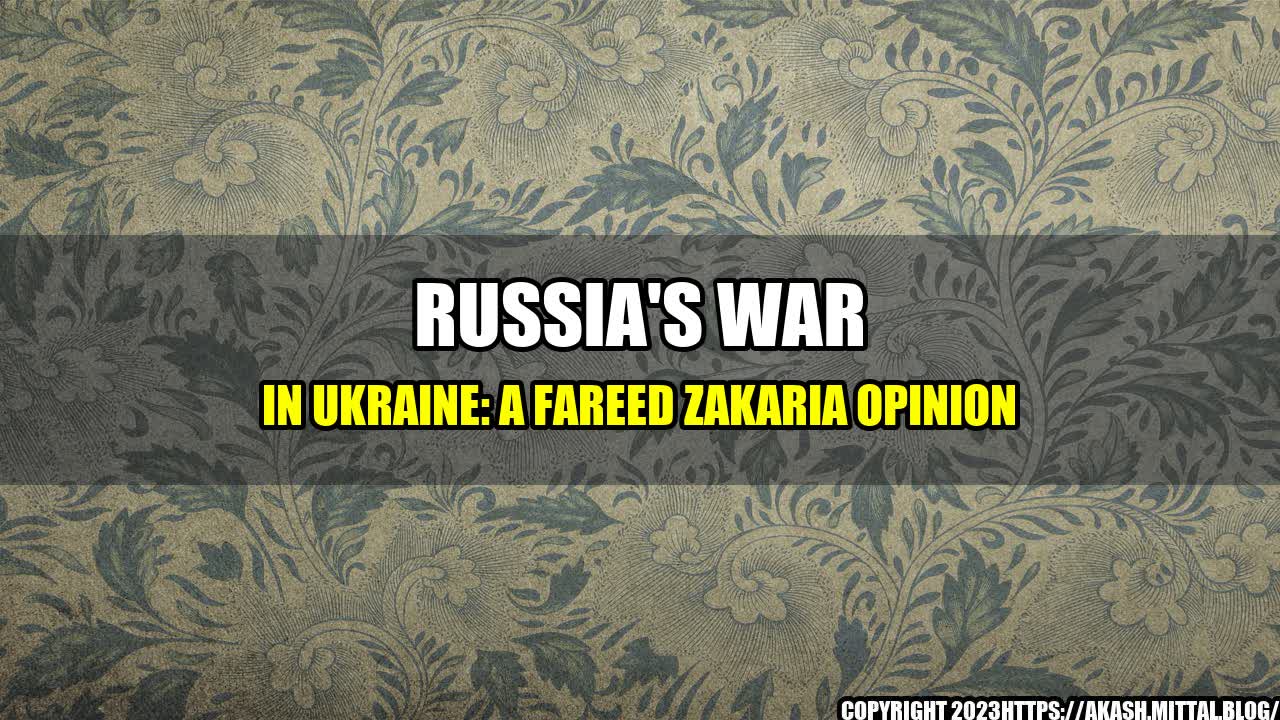 RUSSIA'S WAR
IN UKRAINE: A FAREED ZAKARIA OPINION
COPYRIGHT 2023HTTPS://AKASH.MITTAL.BLOG/